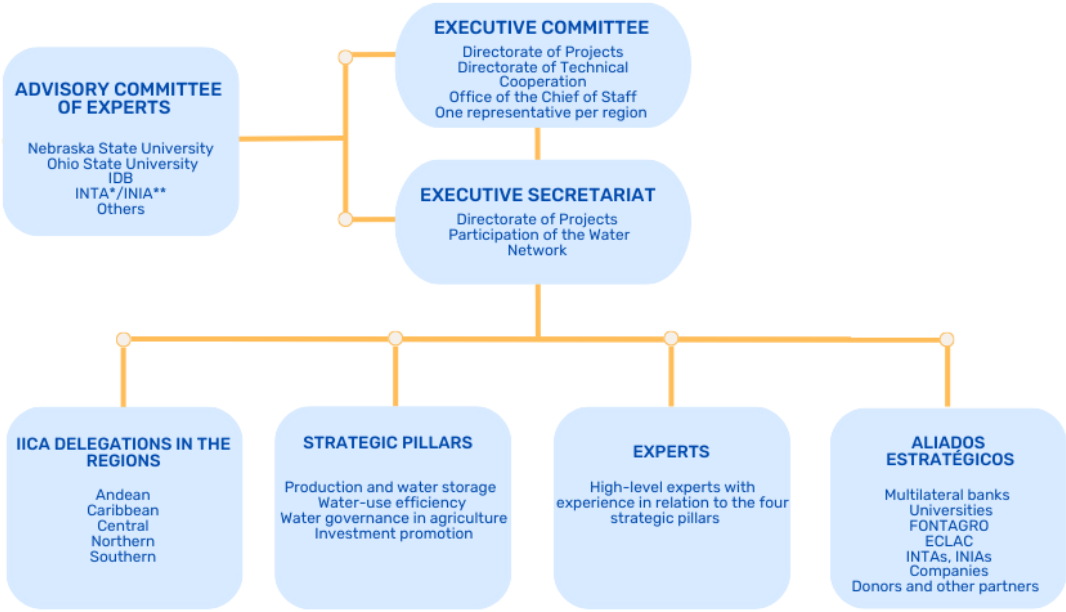 EXECUTIVE COMMITTEE
Directorate of Projects
Directorate of Technical
Cooperation
Office of the Chief of Staff
One representative per region
ADVISORY COMMITTEE
OF EXPERTS
Nebraska State University
Ohio State University
IDB
INTA*/INIA**
Others
EXECUTIVE SECRETARIAT
Directorate of Projects
Participation of the Water
Network
IICA DELEGATIONS IN THE
REGIONS
Andean
Caribbean
Central
Northern
Southern
STRATEGIC PILLARS
Production and water storage
Water-use efficiency
Water governance in agriculture
Investment promotion
EXPERTS
High-level experts with
experience in relation to the four
strategic pillars
ALIADOS
ESTRATÉGICOS
Multilateral banks
Universities
FONTAGRO
ECLAC
INTAs, INIAs
Companies
Donors and other partners